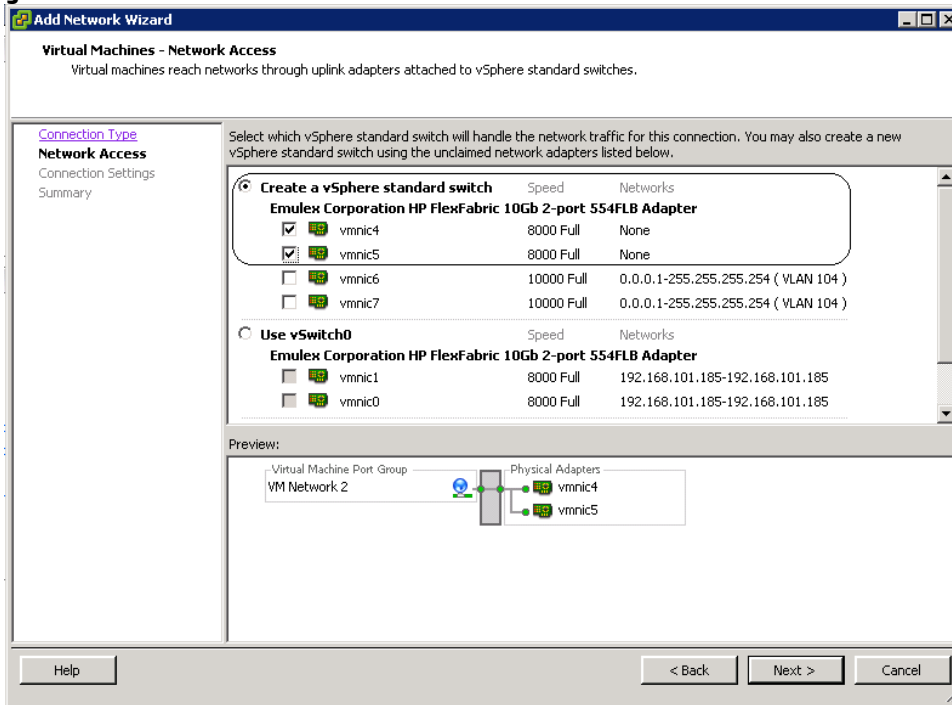 Add Network Wizard
Virtual Machines - Network Access
Virtual machines reach networks through uplink adapters attached to vSphere standard switches.
Connection Type
Network Access
Connection Settings
Summary
Select which vSphere standard switch will handle the network traffic for this connection. You may also create a new
vSphere standard switch using the unclaimed network adapters listed below.
Create a vSphere standard switch Speed Networks
Emulex Corporation HP FlexFabric 10Gb 2-port 554FLB Adapter
vmnic4 8000 Full None
vmnic5 8000 Full None
vmnic6 10000 Full 0.0.0.1-255.255.255.254 ( VLAN 104 )
vmnic7 10000 Full 0.0.0.1-255.255.255.254 ( VLAN 104 )
Use vSwitch0 Speed Networks
Emulex Corporation HP FlexFabric 10Gb 2-port 554FLB Adapter
vmnic1 8000 Full 192.168.101.185-192.168.101.185
vmnic0 8000 Full 192.168.101.185-192.168.101.185
Preview:
Virtual Machine Port Group Physical Adapters
VM Network 2 vmnic4
vmnic5
Help < Back Next > Cancel